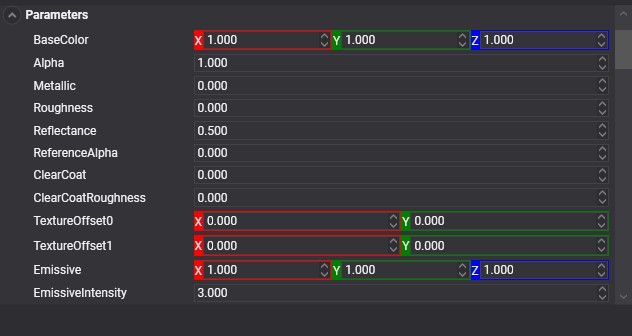 Parameters
BaseColor X 1.000 Y 1.000 Z 1.000
Alpha 1.000
Metallic 0.000
Roughness 0.000
Reflectance 0.500
ReferenceAlpha 0.000
ClearCoat 0.000
ClearCoatRoughness 0.000
TextureOffset0 X 0.000 Y 0.000
TextureOffset1 X 0.000 Y 0.000
Emissive X 1.000 Y 1.000 Z 1.000
EmissiveIntensity 3.000